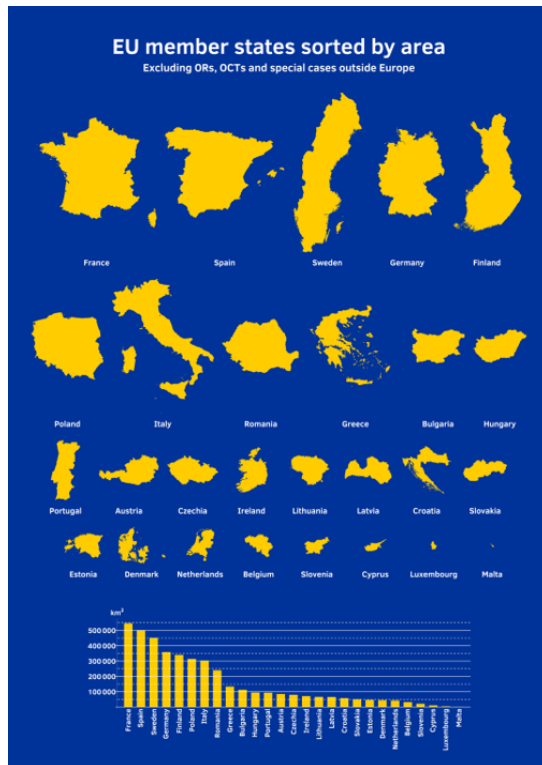 EU member states sorted by area
Excluding ORs, OCTs and special cases outside Europe
France Spain Sweden Germany Finland
Poland Italy Romania Greece Bulgaria Hungary
Portugal Austria Czechia Ireland Lithuania Latvia Croatia Slovakia
Estonia Denmark Netherlands Belgium Slovenia Cyprus Luxembourg Malta
km²
500 000
400 000
300 000
200 000
100 000
France
Spain
Sweden
Germany
Finland
Poland
Italy
Romania
Greece
Bulgaria
Hungary
Portugal
Austria
Czechia
Ireland
Lithuania
Latvia
Croatia
Slovakia
Estonia
Denmark
Netherlands
Belgium
Slovenia
Cyprus
Luxembourg
Malta